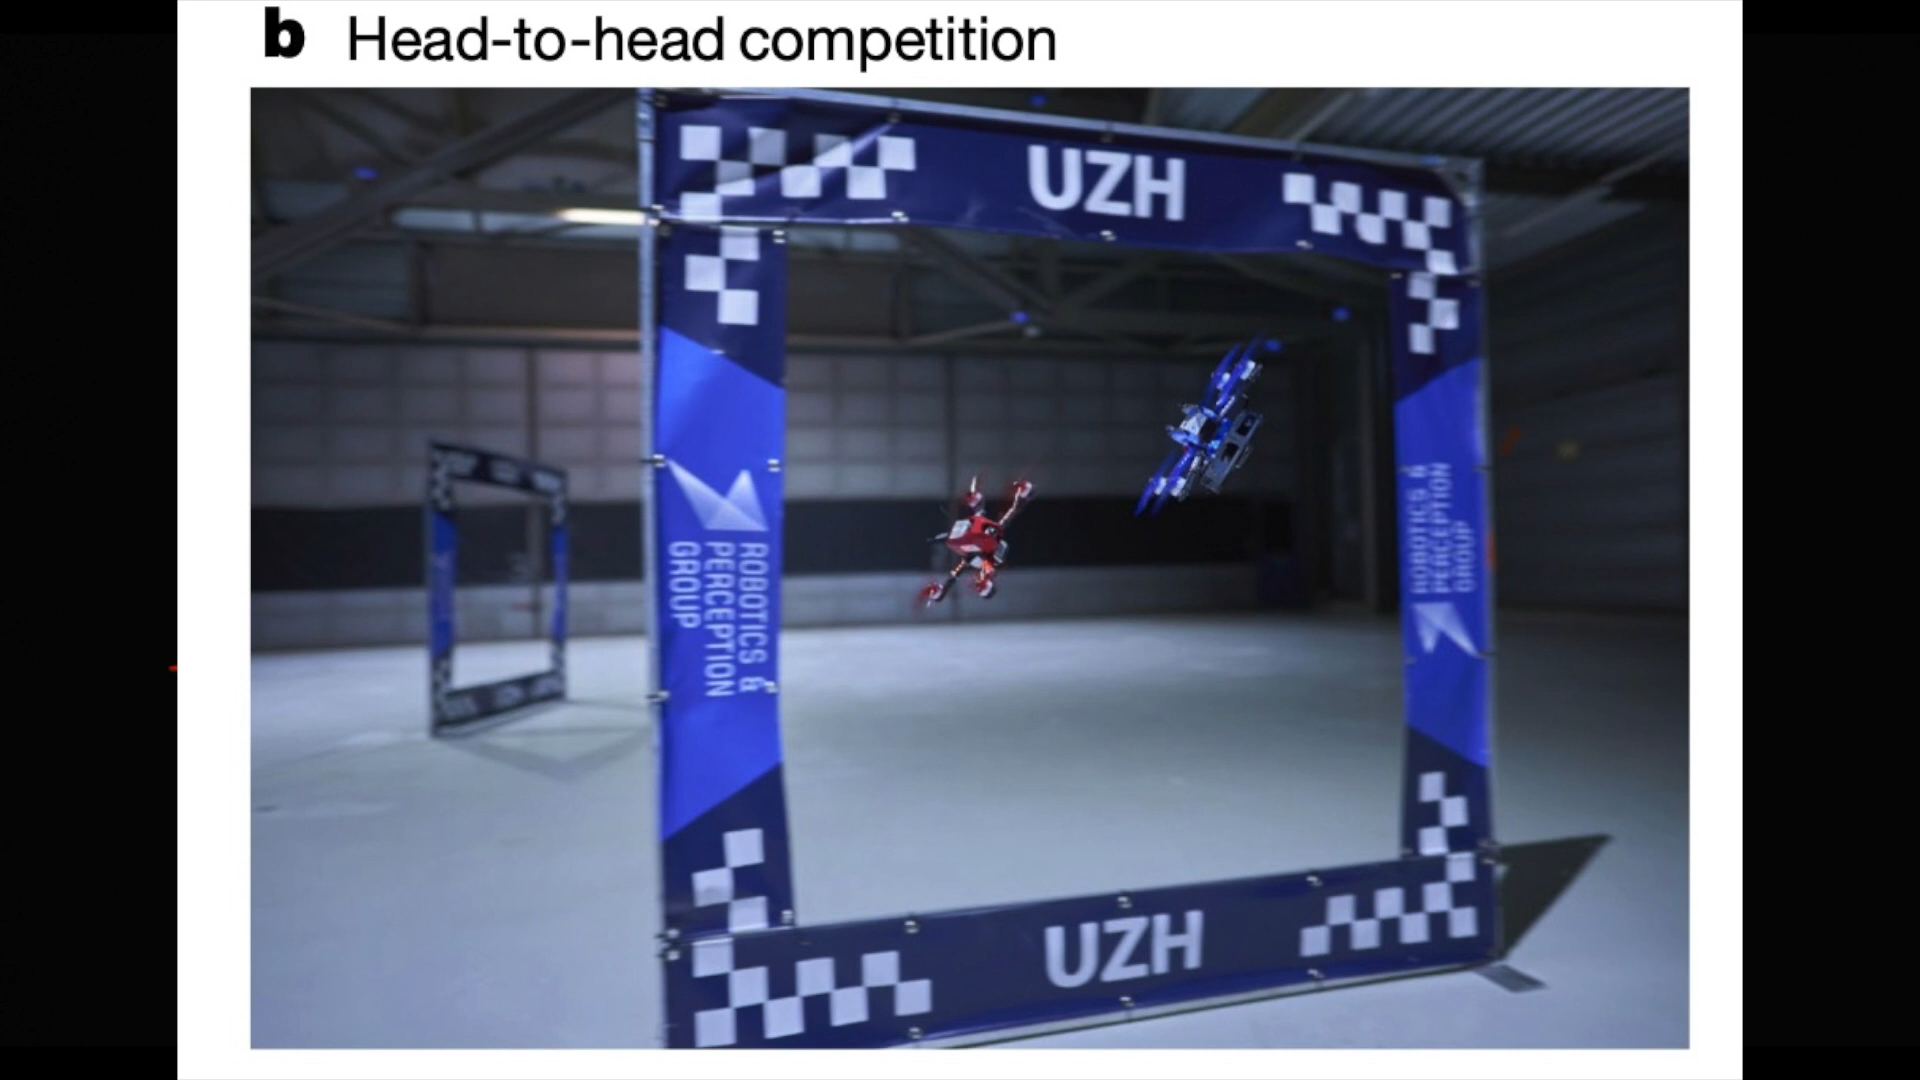 b Head-to-head competition
UZH
ROBOTICS &
PERCEPTION
GROUP
ROBOTICS &
PERCEPTION
GROUP
UZH